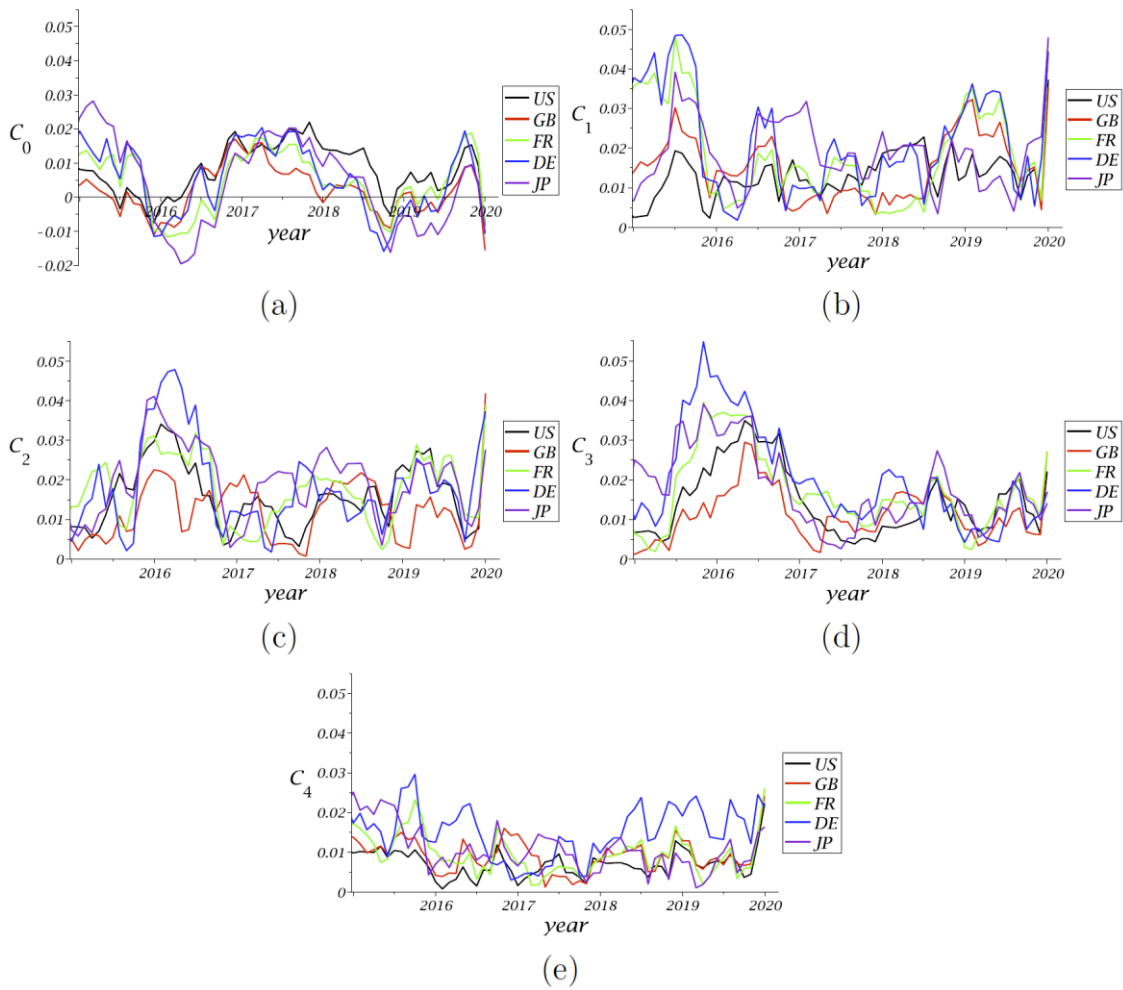 0.05
0.04
0.03
0.02
0.01
0
-0.01
-0.02
C0
2016
2017
2018
2019
2020
year
US
GB
FR
DE
JP
(a)
0.05
0.04
0.03
0.02
0.01
0
C1
2016
2017
2018
2019
2020
year
US
GB
FR
DE
JP
(b)
0.05
0.04
0.03
0.02
0.01
0
C2
2016
2017
2018
2019
2020
year
US
GB
FR
DE
JP
(c)
0.05
0.04
0.03
0.02
0.01
0
C3
2016
2017
2018
2019
2020
year
US
GB
FR
DE
JP
(d)
0.05
0.04
0.03
0.02
0.01
0
C4
2016
2017
2018
2019
2020
year
US
GB
FR
DE
JP
(e)